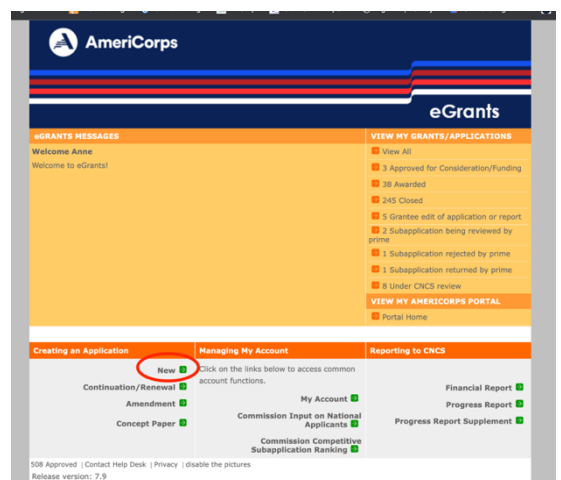 AmeriCorps
eGrants
eGRANTS MESSAGES
Welcome Anne
Welcome to eGrants!
VIEW MY GRANTS/APPLICATIONS
View All
3 Approved for Consideration/Funding
38 Awarded
245 Closed
5 Grantee edit of application or report
2 Subapplication being reviewed by
prime
1 Subapplication rejected by prime
1 Subapplication returned by prime
8 Under CNCS review
VIEW MY AMERICORPS PORTAL
Portal Home
Creating an Application
New
Continuation/Renewal
Amendment
Concept Paper
Managing My Account
Click on the links below to access common
account functions.
My Account
Commission Input on National
Applicants
Commission Competitive
Subapplication Ranking
Reporting to CNCS
Financial Report
Progress Report
Progress Report Supplement
508 Approved | Contact Help Desk | Privacy | disable the pictures
Release version: 7.9